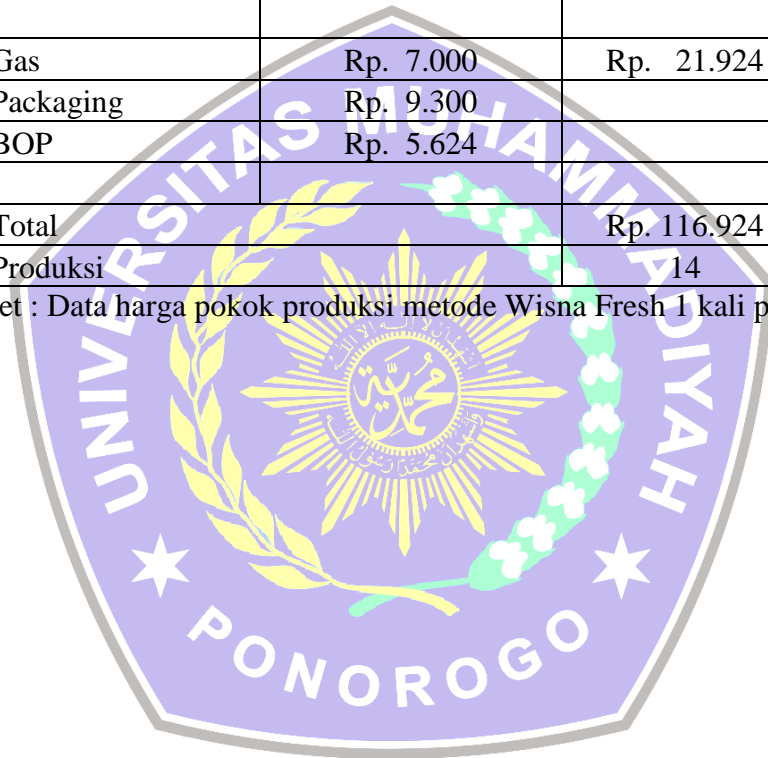 Gas Rp. 7.000 Rp. 21.924
Packaging Rp. 9.300
BOP Rp. 5.624
Total Rp. 116.924
Produksi 14
et : Data harga pokok produksi metode Wisna Fresh 1 kali p
UNIVERSITAS MUHAMMADIYAH
PONOROGO
محمدية